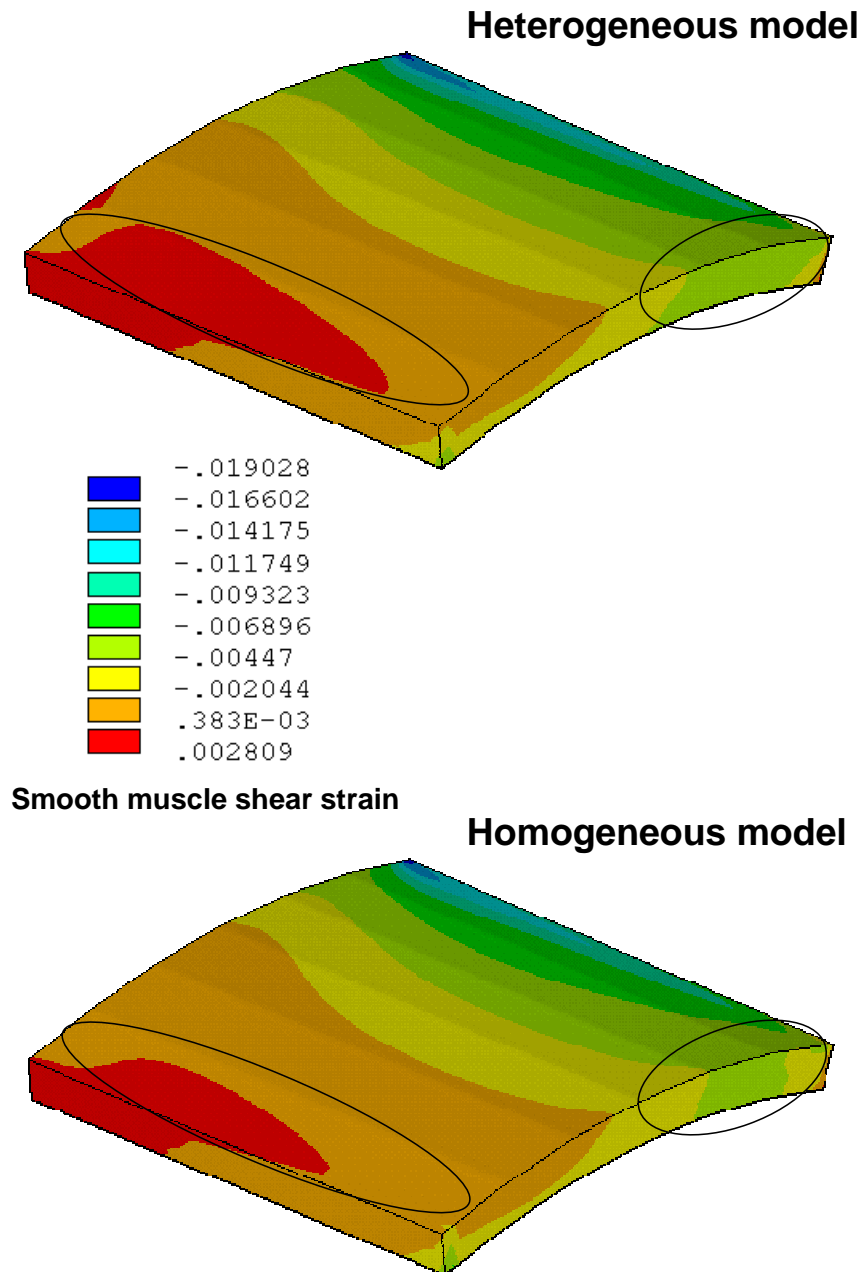 Heterogeneous model
-.019028
-.016602
-.014175
-.011749
-.009323
-.006896
-.00447
-.002044
.383E-03
.002809
Smooth muscle shear strain
Homogeneous model